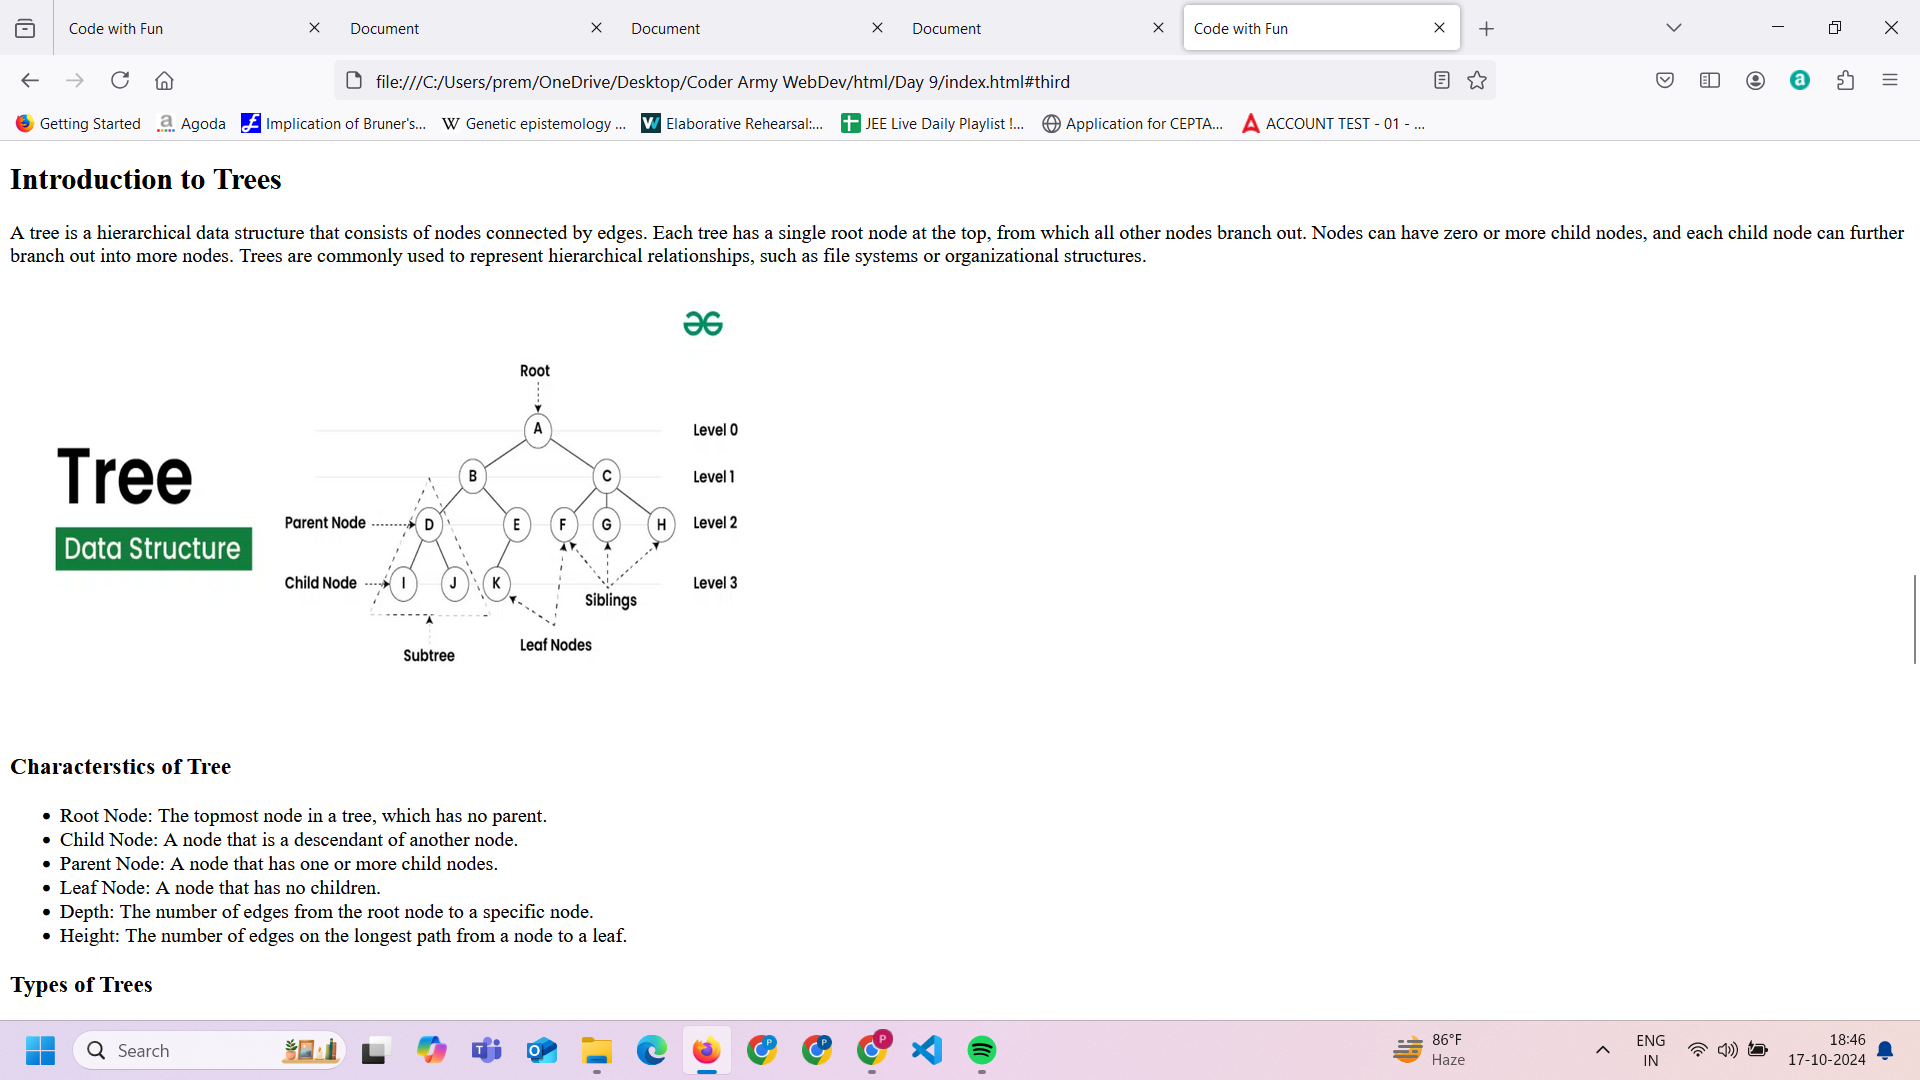 Code with Fun
Document
Document
Document
Code with Fun
file:///C:/Users/prem/OneDrive/Desktop/Coder Army WebDev/html/Day 9/index.html#third
Getting Started
Agoda
Implication of Bruner's...
Genetic epistemology ...
Elaborative Rehearsal:...
JEE Live Daily Playlist !...
Application for CEPTA...
ACCOUNT TEST - 01 - ...
Introduction to Trees
A tree is a hierarchical data structure that consists of nodes connected by edges. Each tree has a single root node at the top, from which all other nodes branch out. Nodes can have zero or more child nodes, and each child node can further
branch out into more nodes. Trees are commonly used to represent hierarchical relationships, such as file systems or organizational structures.
Root
A
Level 0
Tree
B
C
Level 1
Parent Node
D
E
F
G
H
Level 2
Data Structure
Child Node
I
J
K
Level 3
Siblings
Leaf Nodes
Subtree
Characterstics of Tree
Root Node: The topmost node in a tree, which has no parent.
Child Node: A node that is a descendant of another node.
Parent Node: A node that has one or more child nodes.
Leaf Node: A node that has no children.
Depth: The number of edges from the root node to a specific node.
Height: The number of edges on the longest path from a node to a leaf.
Types of Trees
Search
86°F
Haze
ENG
IN
18:46
17-10-2024